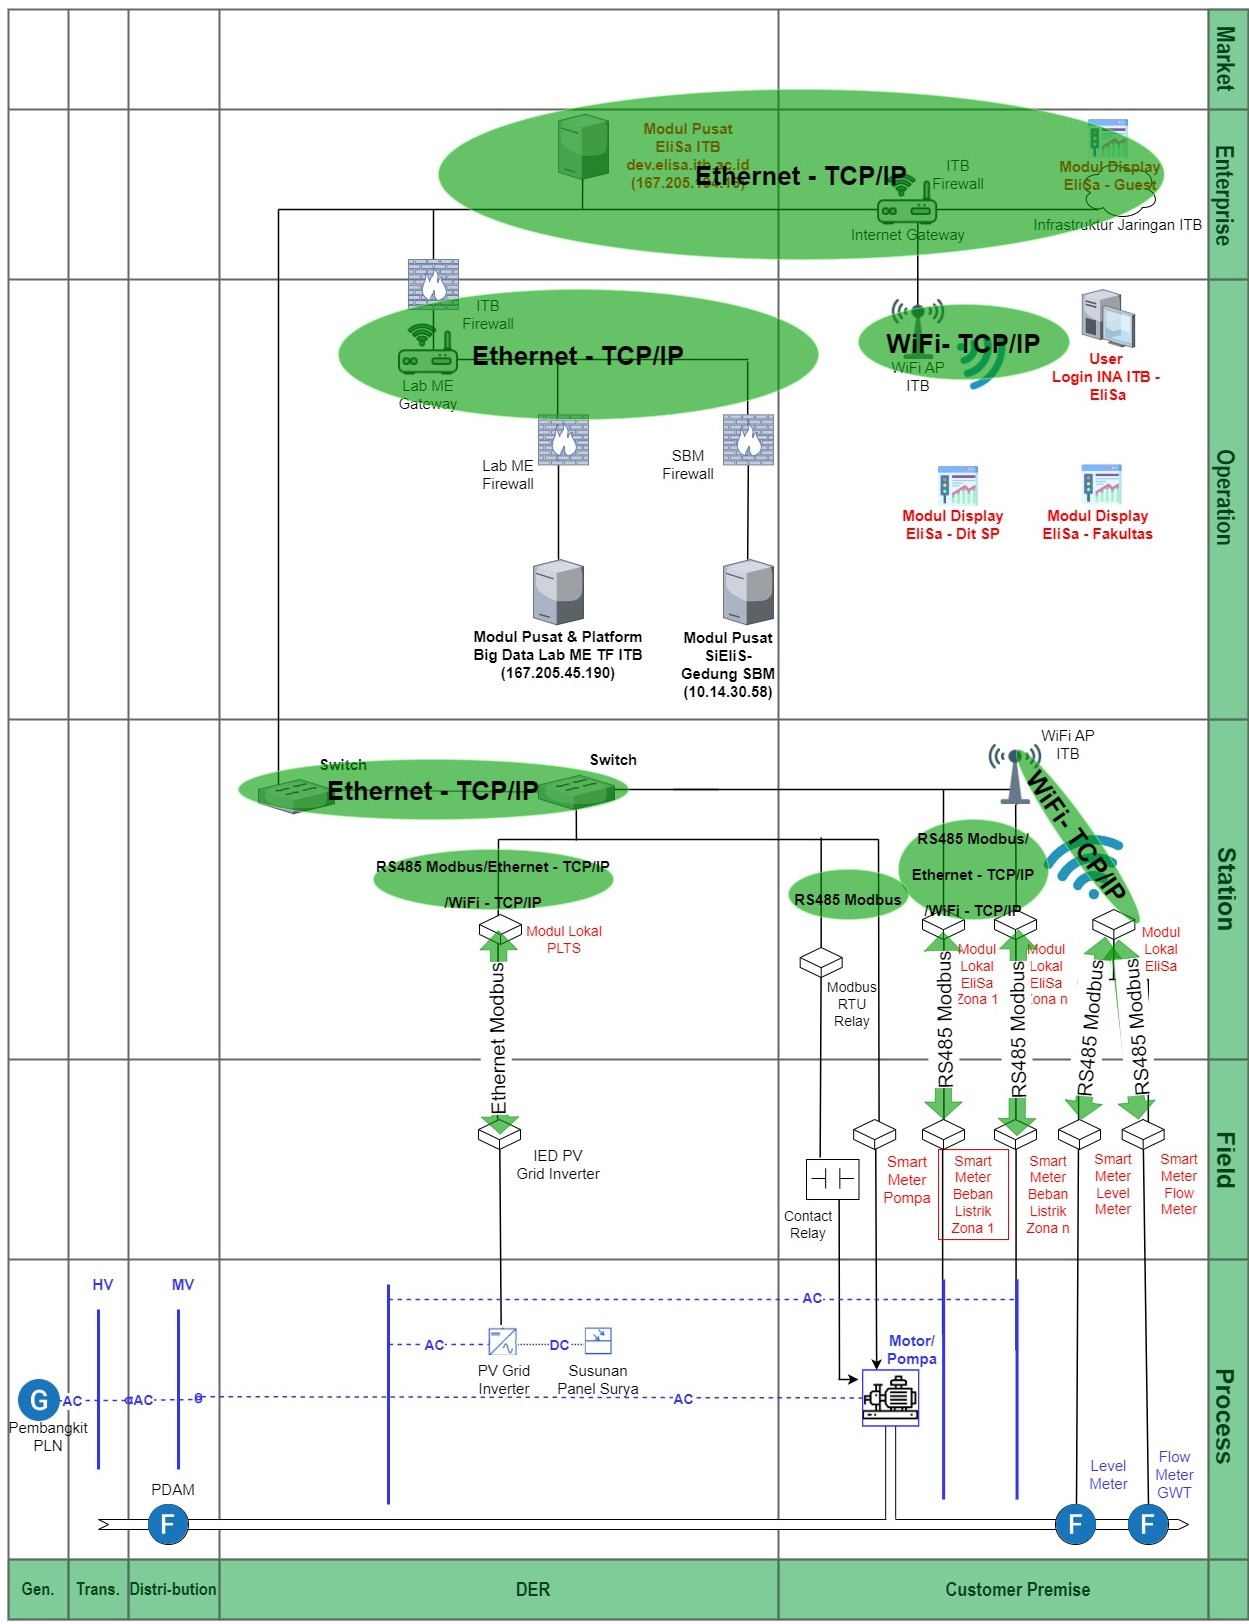 Market
Enterprise
Modul Pusat
EliSa ITB
dev.elisa.itb.ac.id
Ethernet - TCP/IP
ITB
Firewall
Internet Gateway
Modul Display
EliSa - Guest
Infrastruktur Jaringan ITB
Operation
ITB
Firewall
Ethernet - TCP/IP
Lab ME
Gateway
WiFi- TCP/IP
WiFi AP
ITB
User
Login INA ITB -
EliSa
Lab ME
Firewall
SBM
Firewall
Modul Display
EliSa - Dit SP
Modul Display
EliSa - Fakultas
Modul Pusat & Platform
Big Data Lab ME TF ITB
(167.205.45.190)
Modul Pusat
SiEliS-
Gedung SBM
(10.14.30.58)
Station
Switch
Ethernet - TCP/IP
Switch
WiFi AP
ITB
WiFi- TCP/IP
RS485 Modbus/Ethernet - TCP/IP
/WiFi - TCP/IP
RS485 Modbus
RS485 Modbus/
Ethernet - TCP/IP
/WiFi - TCP/IP
Modul Lokal
PLTS
Modbus
RTU
Relay
Modul
Lokal
EliSa
Zona 1
Modul
Lokal
EliSa
Zona n
Modul
Lokal
EliSa
Ethernet Modbus
RS485 Modbus
RS485 Modbus
RS485 Modbus
RS485 Modbus
Field
IED PV
Grid Inverter
Contact
Relay
Smart
Meter
Pompa
Smart
Meter
Beban
Listrik
Zona 1
Smart
Meter
Beban
Listrik
Zona n
Smart
Meter
Level
Meter
Smart
Meter
Flow
Meter
Process
HV
MV
AC
AC
DC
PV Grid
Inverter
Susunan
Panel Surya
Motor/
Pompa
G
AC
AC
AC
Pembangkit
PLN
PDAM
F
Level
Meter
F
Flow
Meter
GWT
F
Gen.
Trans.
Distri-bution
DER
Customer Premise